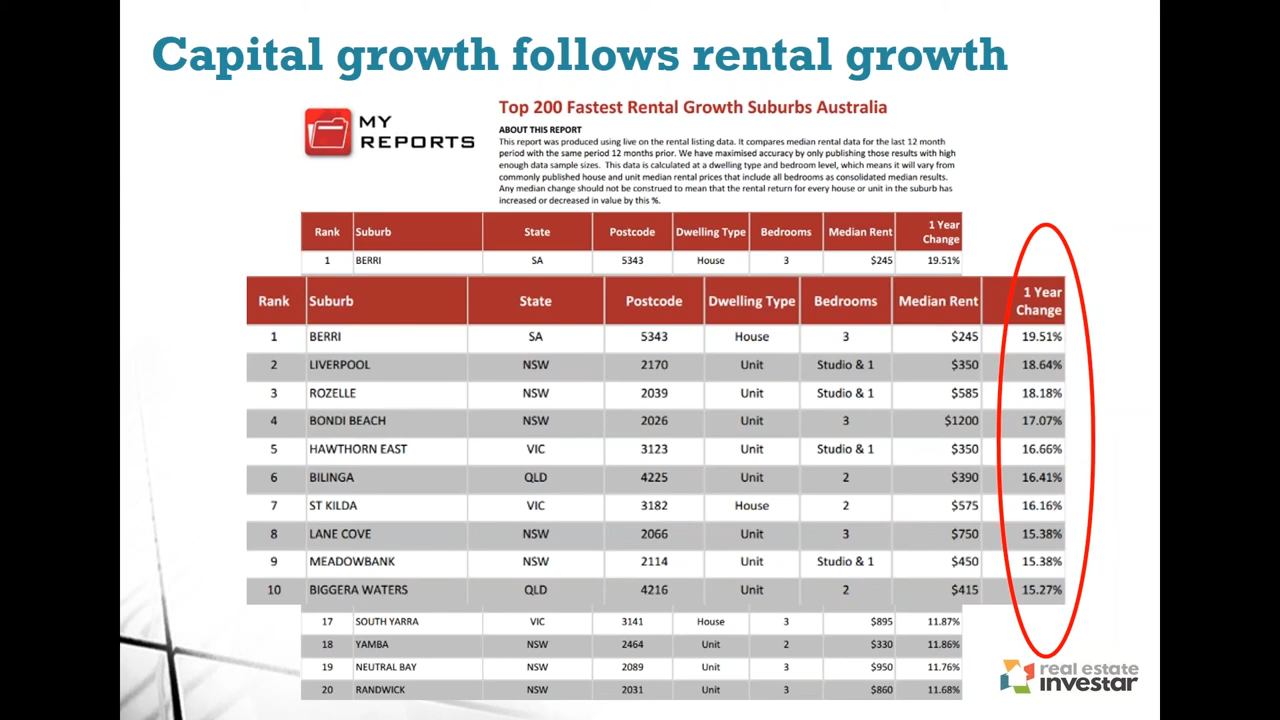 Capital growth follows rental growth
MY
REPORTS
Top 200 Fastest Rental Growth Suburbs Australia
ABOUT THIS REPORT
This report was produced using live on the rental listing data. It compares median rental data for the last 12 month
period with the same period 12 months prior. We have maximised accuracy by only publishing those results with high
enough data sample sizes. This data is calculated at a dwelling type and bedroom level, which means it will vary from
commonly published house and unit median rental prices that include all bedrooms as consolidated median results.
Any median change should not be construed to mean that the rental return for every house or unit in the suburb has
increased or decreased in value by this %.
Rank Suburb State Postcode Dwelling Type Bedrooms Median Rent 1 Year Change
1 BERRI SA 5343 House 3 $245 19.51%
Rank Suburb State Postcode Dwelling Type Bedrooms Median Rent 1 Year Change
1 BERRI SA 5343 House 3 $245 19.51%
2 LIVERPOOL NSW 2170 Unit Studio & 1 $350 18.64%
3 ROZELLE NSW 2039 Unit Studio & 1 $585 18.18%
4 BONDI BEACH NSW 2026 Unit 3 $1200 17.07%
5 HAWTHORN EAST VIC 3123 Unit Studio & 1 $350 16.66%
6 BILINGA QLD 4225 Unit 2 $390 16.41%
7 ST KILDA VIC 3182 House 2 $575 16.16%
8 LANE COVE NSW 2066 Unit 3 $750 15.38%
9 MEADOWBANK NSW 2114 Unit Studio & 1 $450 15.38%
10 BIGGERA WATERS QLD 4216 Unit 2 $415 15.27%
17 SOUTH YARRA VIC 3141 House 3 $895 11.87%
18 YAMBA NSW 2464 Unit 2 $330 11.86%
19 NEUTRAL BAY NSW 2089 Unit 3 $950 11.76%
20 RANDWICK NSW 2031 Unit 3 $860 11.68%
real estate
investar